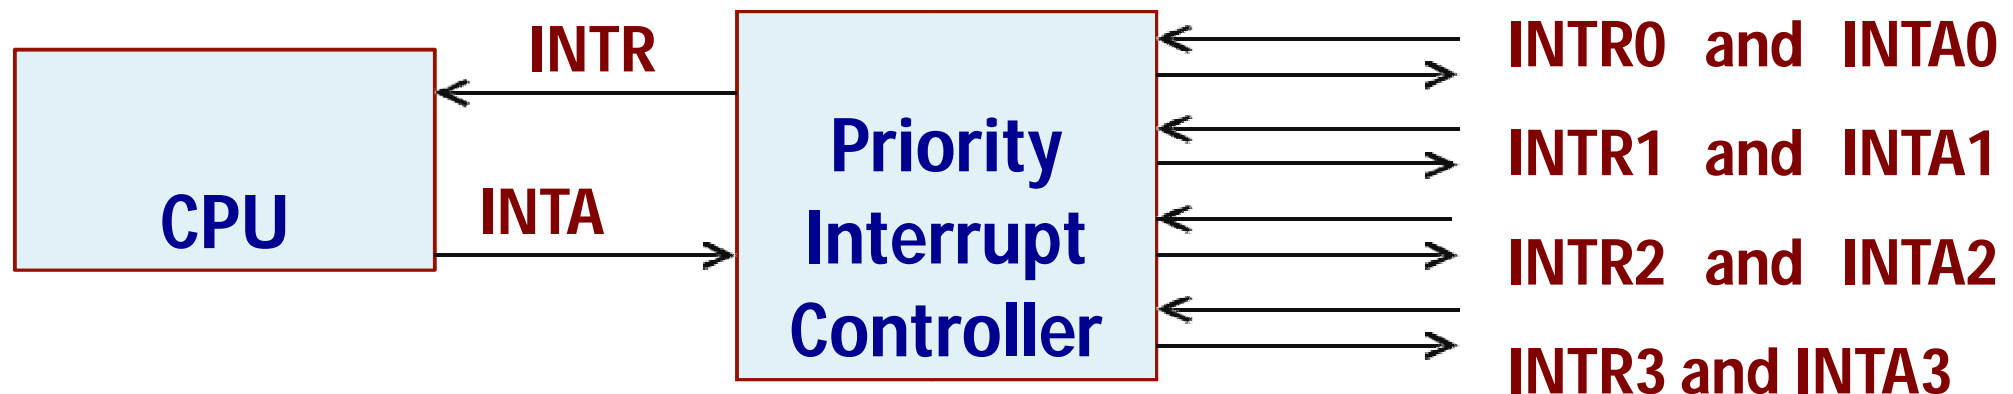 INTR
CPU
INTA
Priority
Interrupt
Controller
INTR0 and INTA0
INTR1 and INTA1
INTR2 and INTA2
INTR3 and INTA3